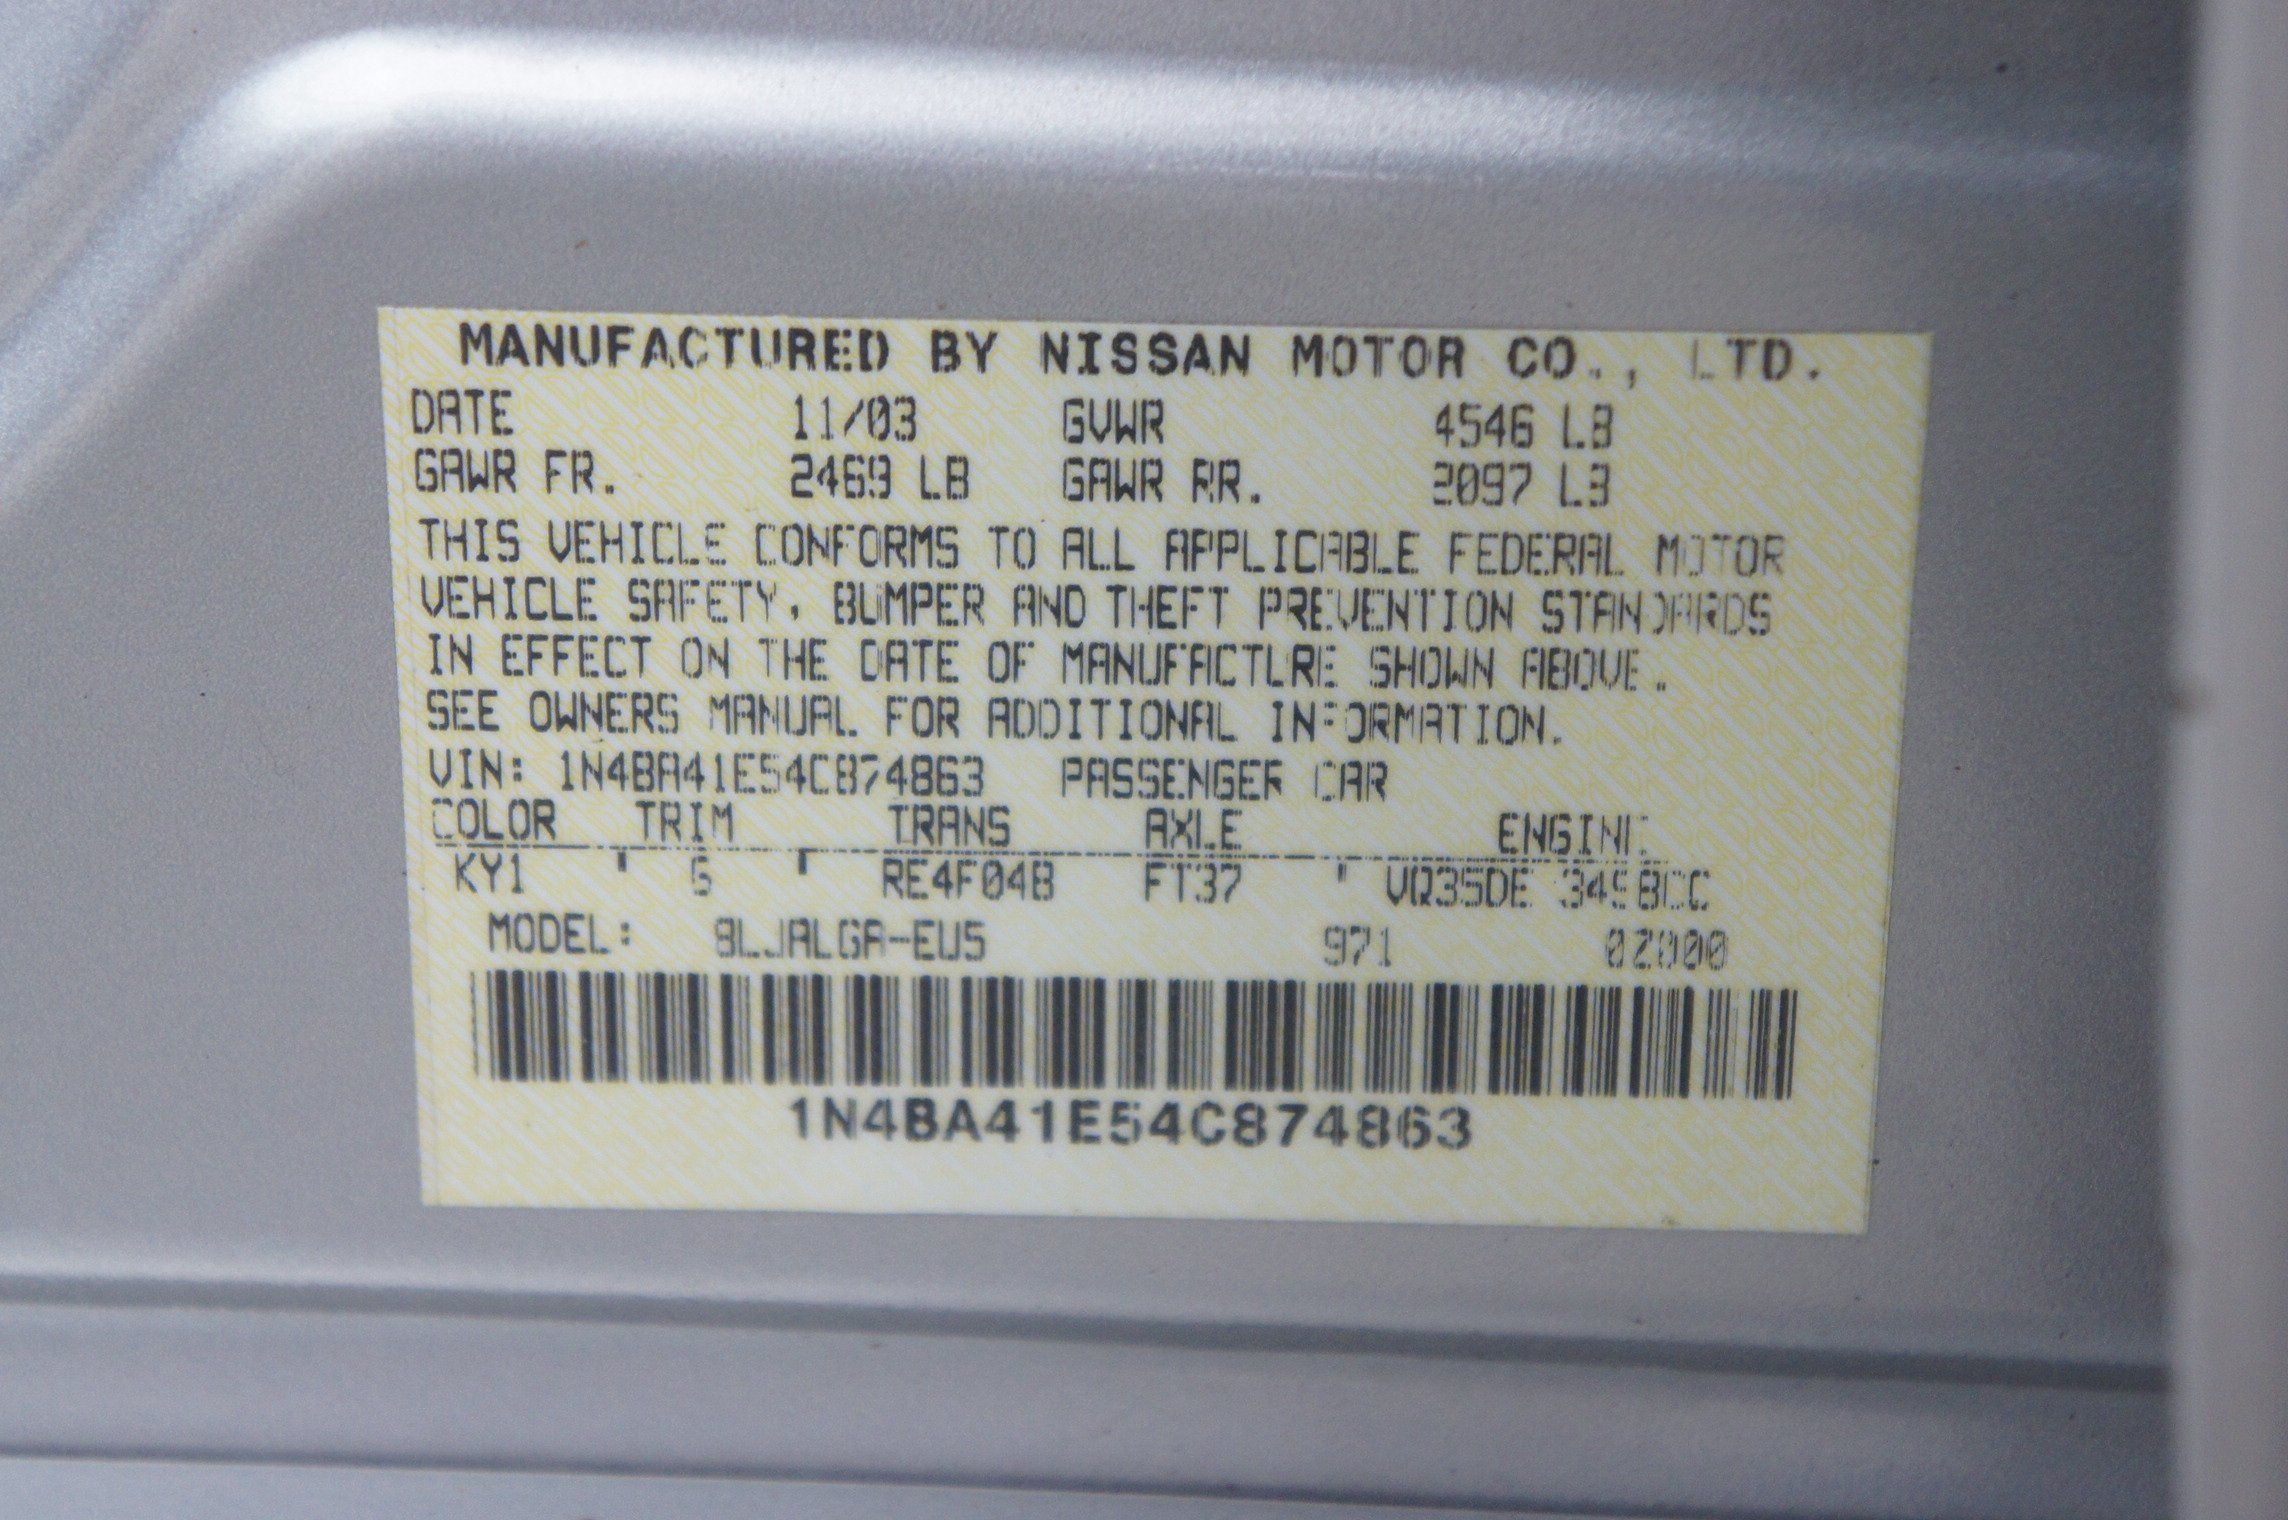 MANUFACTURED BY NISSAN MOTOR CO., LTD.
DATE 11/03 GVWR 4546 LB
GAWR FR. 2469 LB GAWR RR. 2097 LB
THIS VEHICLE CONFORMS TO ALL APPLICABLE FEDERAL MOTOR
VEHICLE SAFETY, BUMPER AND THEFT PREVENTION STANDARDS
IN EFFECT ON THE DATE OF MANUFACTURE SHOWN ABOVE.
SEE OWNERS MANUAL FOR ADDITIONAL INFORMATION.
VIN: 1N4BA41E54C874863 PASSENGER CAR
COLOR TRIM TRANS AXLE ENGINE
KY1 G RE4F04B FT37 VQ35DE 3498CC
MODEL: BLJALGA-EUS 971 0Z000
1N4BA41E54C874863